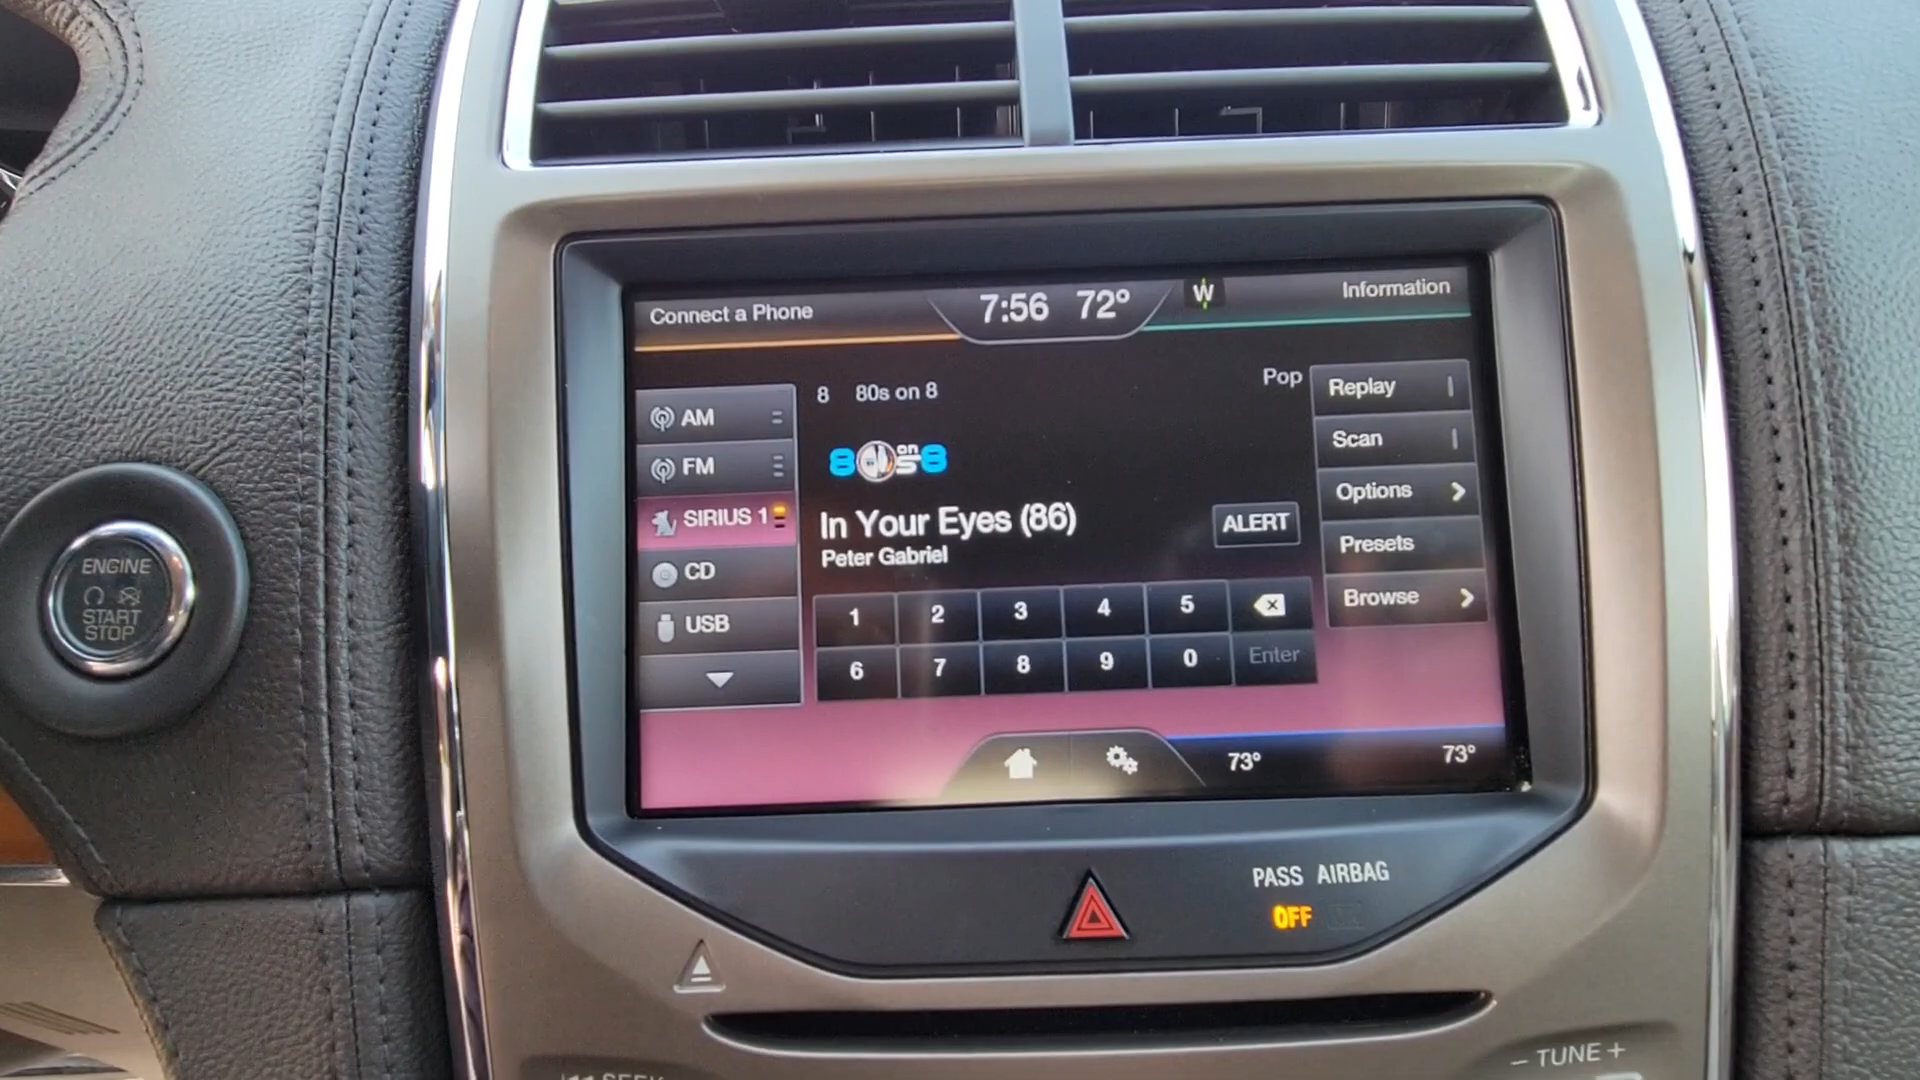 Connect a Phone
7:56 72°
W
Information
AM
FM
SIRIUS 1
CD
USB
8 80s on 8
Pop
80s on 8
In Your Eyes (86)
Peter Gabriel
ALERT
1 2 3 4 5
6 7 8 9 0 Enter
Replay
Scan
Options
Presets
Browse
73°
73°
ENGINE
START
STOP
PASS AIRBAG
OFF
SEEK
– TUNE +